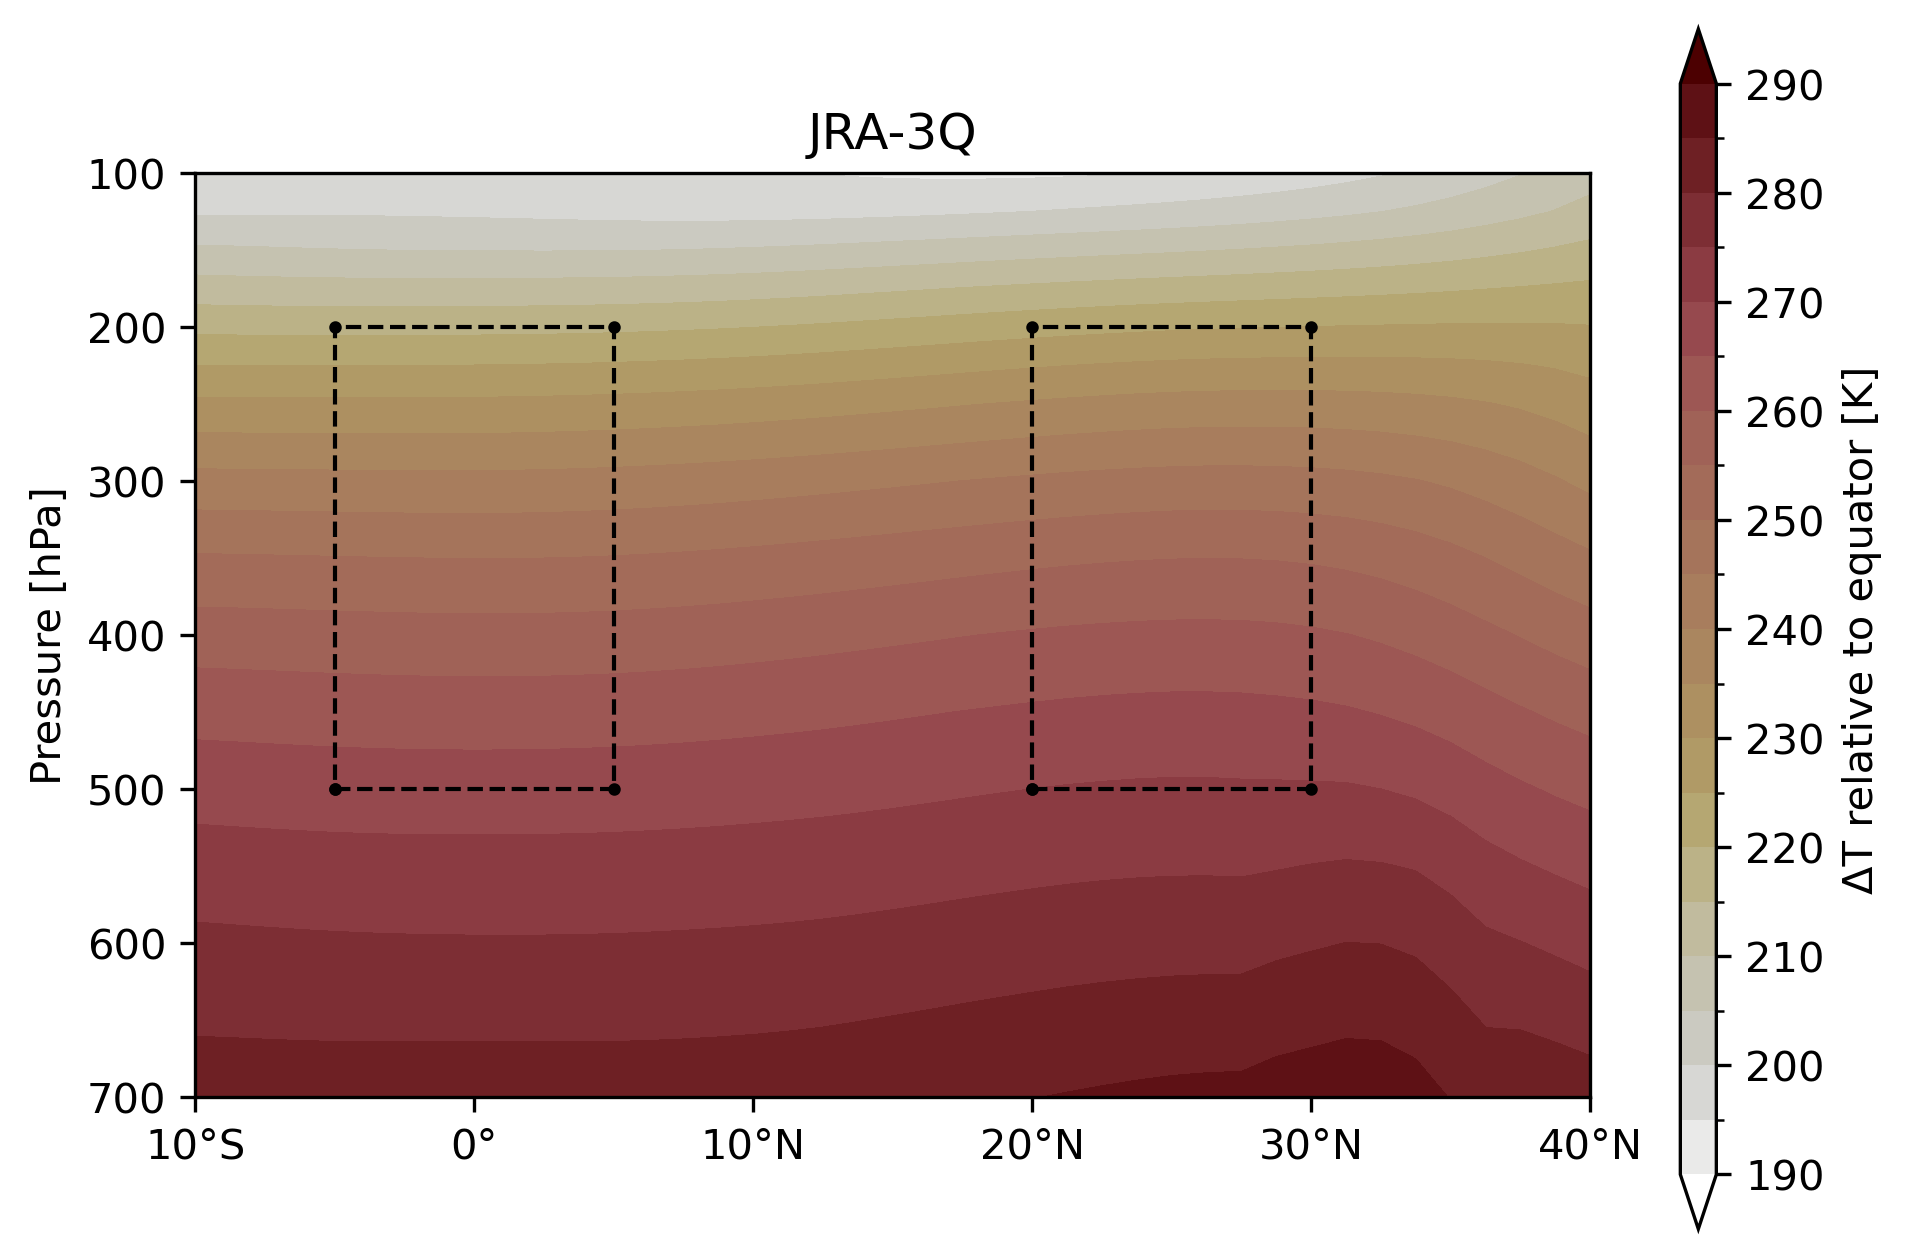 JRA-3Q
100
200
300
400
500
600
700
Pressure [hPa]
10°S
0°
10°N
20°N
30°N
40°N
290
280
270
260
250
240
230
220
210
200
190
ΔT relative to equator [K]